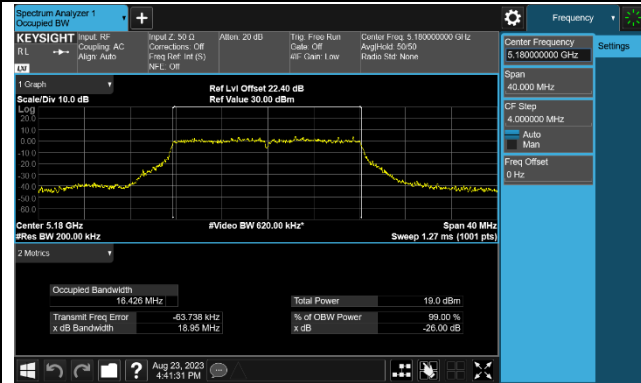 Spectrum Analyzer 1
Occupied BW
+
Frequency
KEYSIGHT
RL
LXI
Input: RF
Coupling: AC
Align: Auto
Input Z: 50 Ω
Corrections: Off
Freq Ref: Int (S)
NFE: Off
Atten: 20 dB
Trig: Free Run
Gate: Off
#IF Gain: Low
Center Freq: 5.180000000 GHz
Avg|Hold: 50/50
Radio Std: None
Center Frequency
5.180000000 GHz
Settings
Span
40.000 MHz
CF Step
4.000000 MHz
Auto
Man
Freq Offset
0 Hz
1 Graph
Scale/Div 10.0 dB
Ref Lvl Offset 22.40 dB
Ref Value 30.00 dBm
Log
20.0
10.0
0.00
-10.0
-20.0
-30.0
-40.0
-50.0
-60.0
Center 5.18 GHz
#Res BW 200.00 kHz
#Video BW 620.00 kHz*
Span 40 MHz
Sweep 1.27 ms (1001 pts)
2 Metrics
Occupied Bandwidth
16.426 MHz
Total Power 19.0 dBm
Transmit Freq Error -63.738 kHz
% of OBW Power 99.00 %
x dB Bandwidth 18.95 MHz
x dB -26.00 dB
?
Aug 23, 2023
4:41:31 PM